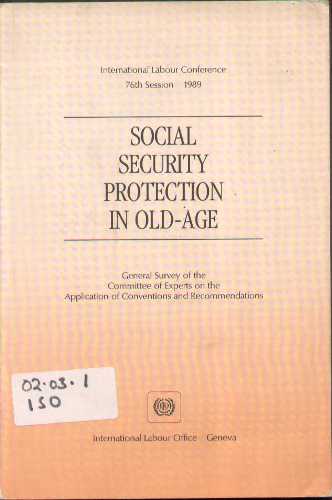 International Labour Conference
76th Session 1989
SOCIAL
SECURITY
PROTECTION
IN OLD-AGE
General Survey of the
Committee of Experts on the
Application of Conventions and Recommendations
02.03.1
ISO
International Labour Office Geneva